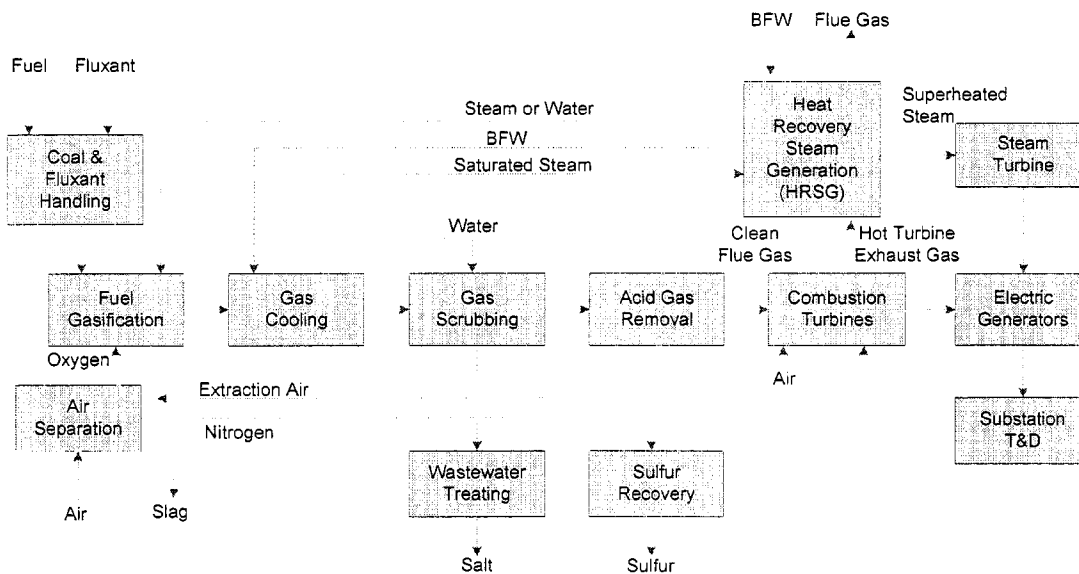 BFW Flue Gas
Fuel Fluxant
Steam or Water
BFW
Saturated Steam
Coal &
Fluxant
Handling
Heat
Recovery
Steam
Generation
(HRSG)
Superheated
Steam
Steam
Turbine
Water
Clean
Flue Gas
Hot Turbine
Exhaust Gas
Fuel
Gasification
Gas
Cooling
Gas
Scrubbing
Acid Gas
Removal
Combustion
Turbines
Electric
Generators
Oxygen
Air
Air
Separation
Extraction Air
Nitrogen
Substation
T&D
Wastewater
Treating
Sulfur
Recovery
Air
Slag
Salt
Sulfur